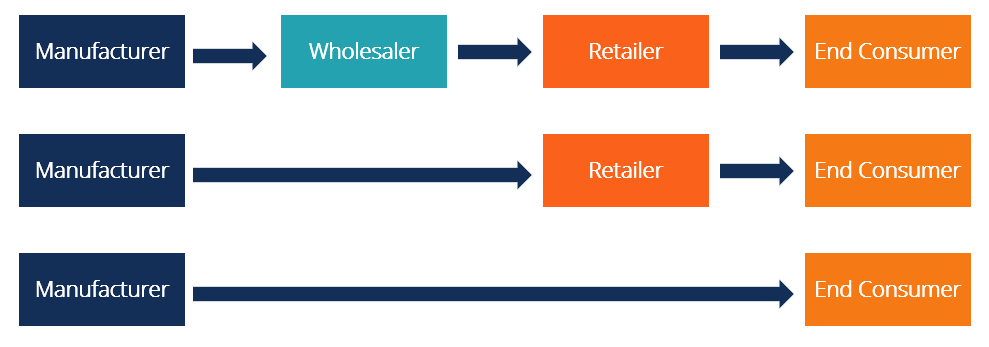 Manufacturer
Wholesaler
Retailer
End Consumer
Manufacturer
Retailer
End Consumer
Manufacturer
End Consumer